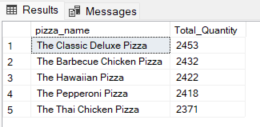 Results Messages
pizza_name Total_Quantity
1 The Classic Deluxe Pizza 2453
2 The Barbecue Chicken Pizza 2432
3 The Hawaiian Pizza 2422
4 The Pepperoni Pizza 2418
5 The Thai Chicken Pizza 2371